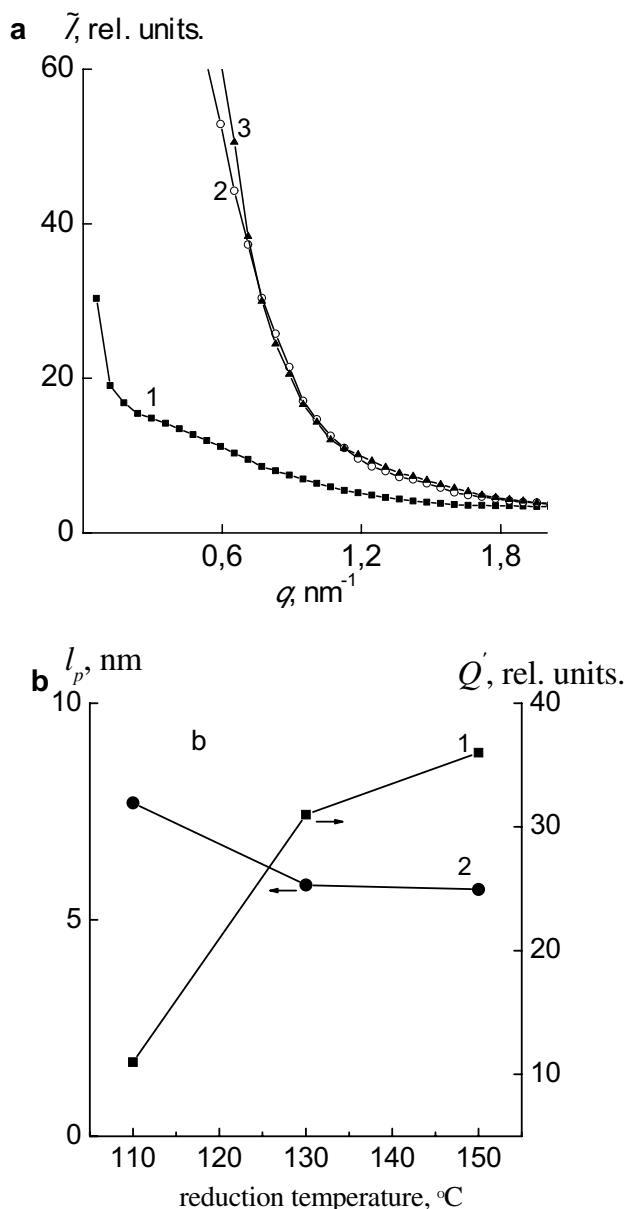 a Ĩ, rel. units.
60
3
2
40
20
1
0
0,6 1,2 1,8
q, nm-1
b lp, nm Q', rel. units.
10 40
b 1
30
2
5
20
10
0
110 120 130 140 150
reduction temperature, °C